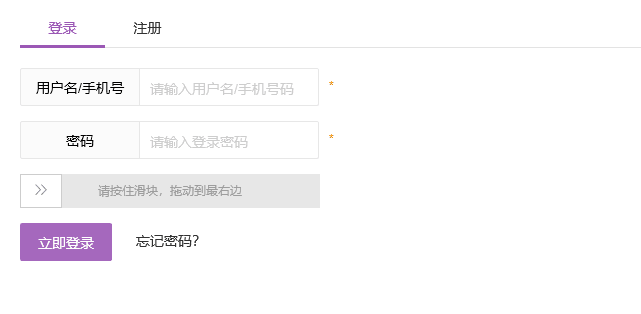 登录 注册
用户名/手机号 请输入用户名/手机号码 *
密码 请输入登录密码 *
请按住滑块，拖动到最右边
立即登录 忘记密码?